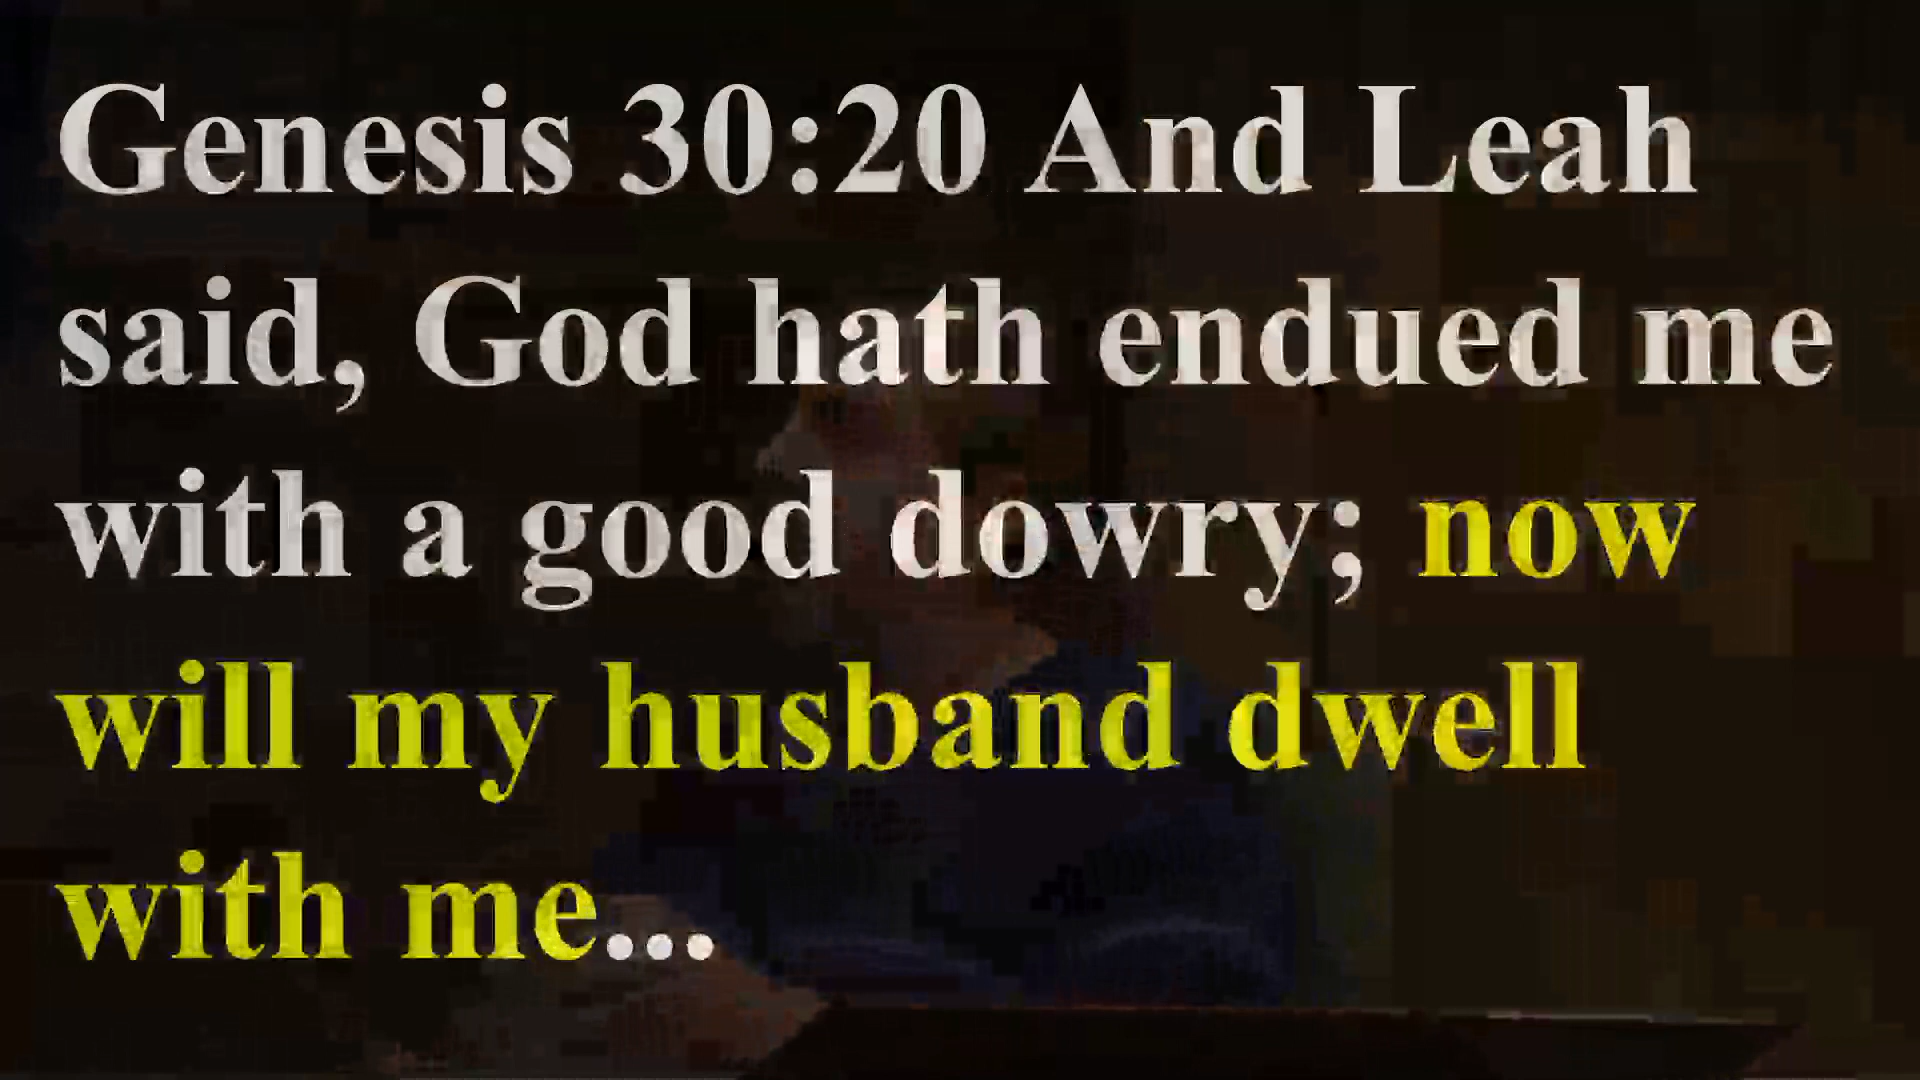 Genesis 30:20 And Leah
said, God hath endued me
with a good dowry; now
will my husband dwell
with me...